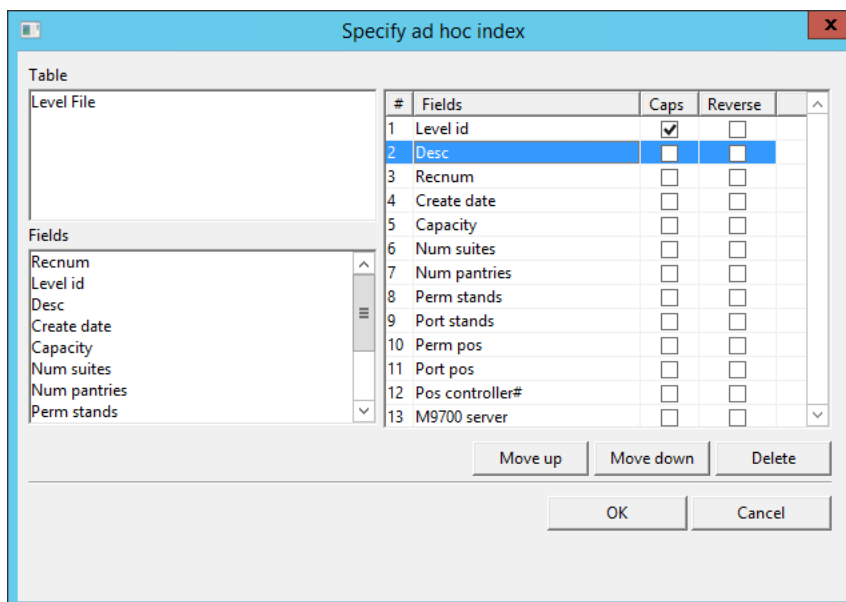 Specify ad hoc index
x
Table
Level File
Fields
Recnum
Level id
Desc
Create date
Capacity
Num suites
Num pantries
Perm stands
# Fields Caps Reverse
1 Level id
2 Desc
3 Recnum
4 Create date
5 Capacity
6 Num suites
7 Num pantries
8 Perm stands
9 Port stands
10 Perm pos
11 Port pos
12 Pos controller#
13 M9700 server
Move up Move down Delete
OK Cancel